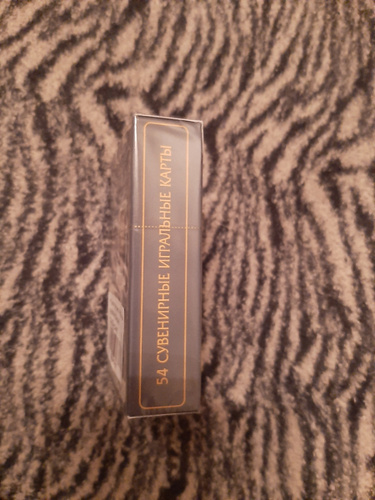 54 СУВЕНИРНЫЕ ИГРАЛЬНЫЕ КАРТЫ